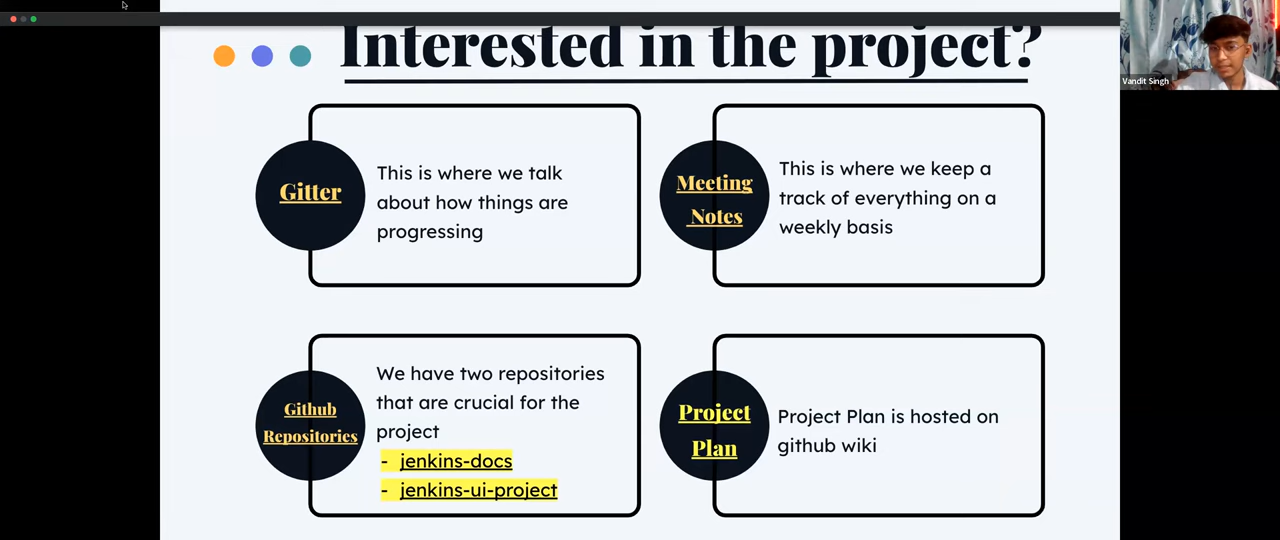 Interested in the project?
Vandit Singh
Gitter
This is where we talk
about how things are
progressing
Meeting
Notes
This is where we keep a
track of everything on a
weekly basis
Github
Repositories
We have two repositories
that are crucial for the
project
- jenkins-docs
- jenkins-ui-project
Project
Plan
Project Plan is hosted on
github wiki